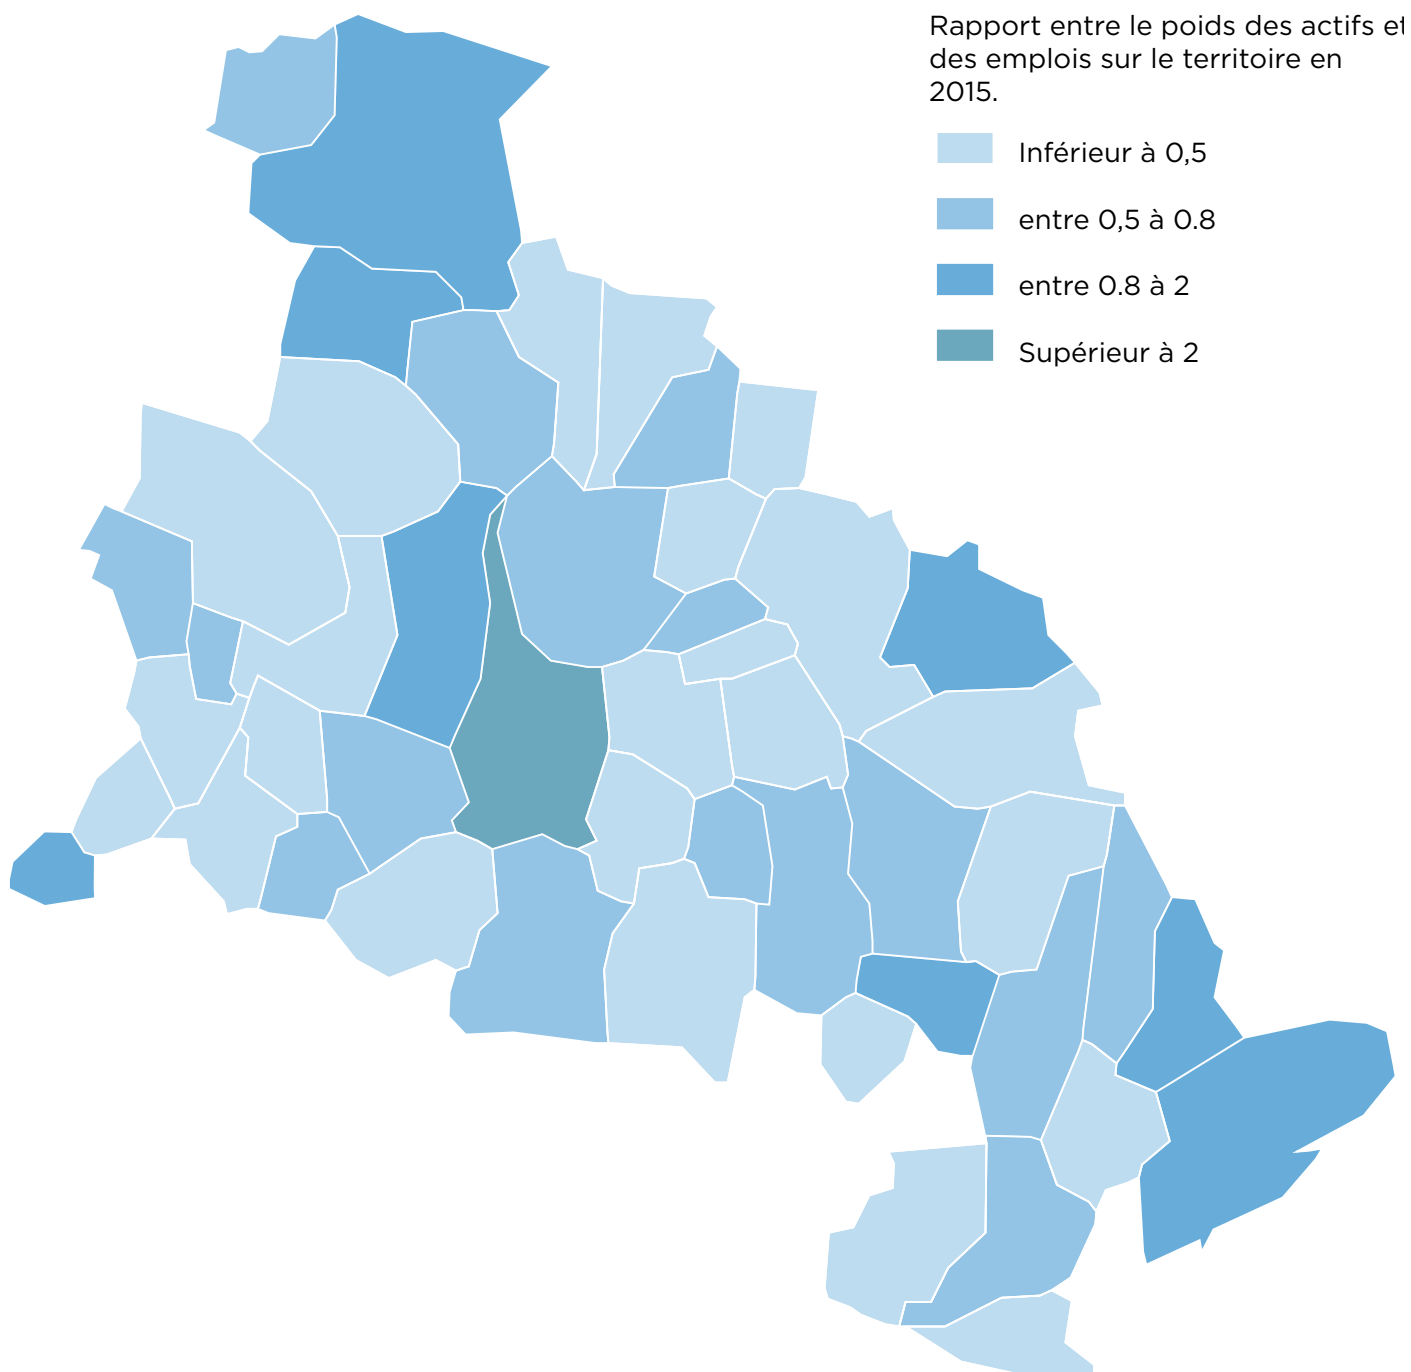 Rapport entre le poids des actifs et
des emplois sur le territoire en
2015.
Inférieur à 0,5
entre 0,5 à 0.8
entre 0.8 à 2
Supérieur à 2